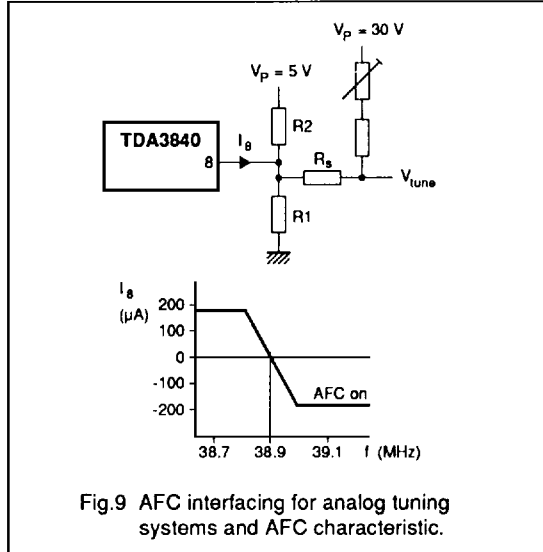 V_P = 30 V
V_P = 5 V
TDA3840
8
I_8
R2
R_s
V_tune
R1
I_8
(µA)
200
100
0
-100
-200
AFC on
38.7 38.9 39.1 f (MHz)
Fig.9 AFC interfacing for analog tuning
systems and AFC characteristic.